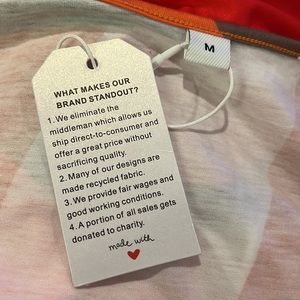 M
WHAT MAKES OUR
BRAND STANDOUT?
1. We eliminate the
middleman which allows us
ship direct-to-consumer and
offer a great price without
sacrificing quality.
2. Many of our designs are
made recycled fabric.
3. We provide fair wages and
good working conditions.
4. A portion of all sales gets
donated to charity.
made with